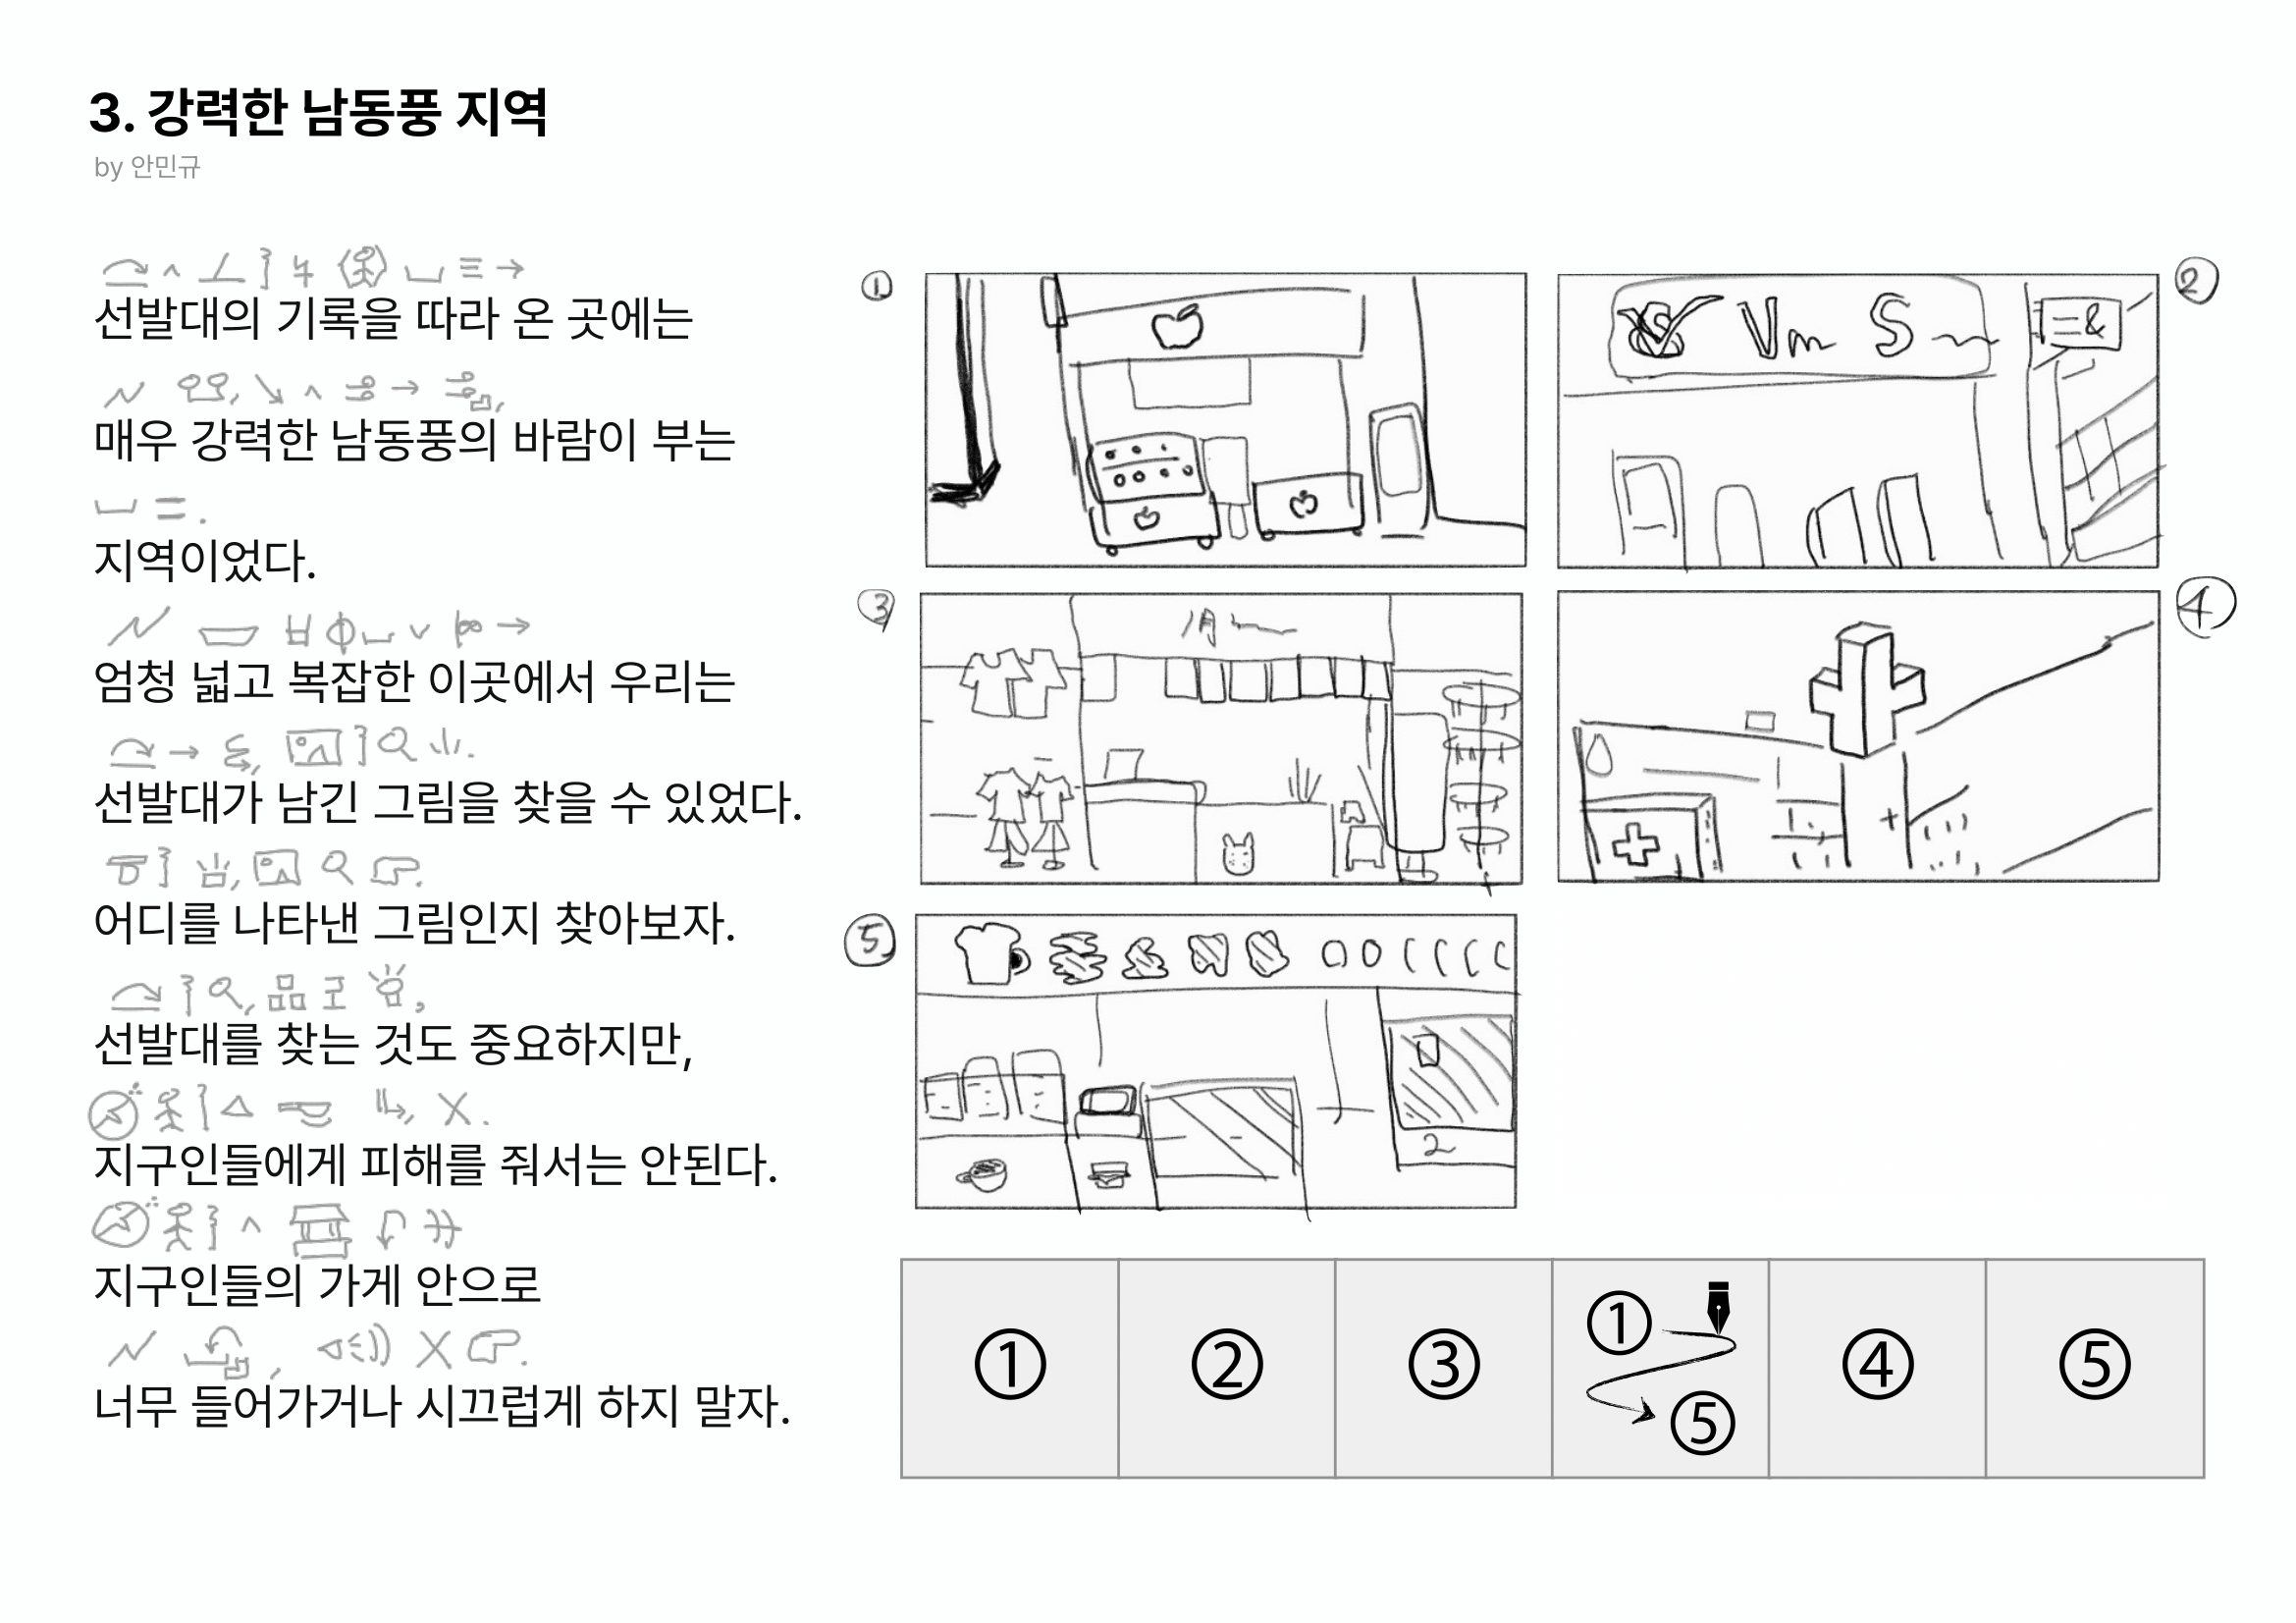 3. 강력한 남동풍 지역
by 안민규
선발대의 기록을 따라 온 곳에는
매우 강력한 남동풍의 바람이 부는
지역이었다.
엄청 넓고 복잡한 이곳에서 우리는
선발대가 남긴 그림을 찾을 수 있었다.
어디를 나타낸 그림인지 찾아보자.
선발대를 찾는 것도 중요하지만,
지구인들에게 피해를 줘서는 안된다.
지구인들의 가게 안으로
너무 들어가거나 시끄럽게 하지 말자.
①
②
③
④
⑤
2
① ② ③ ① ⑤ ④ ⑤